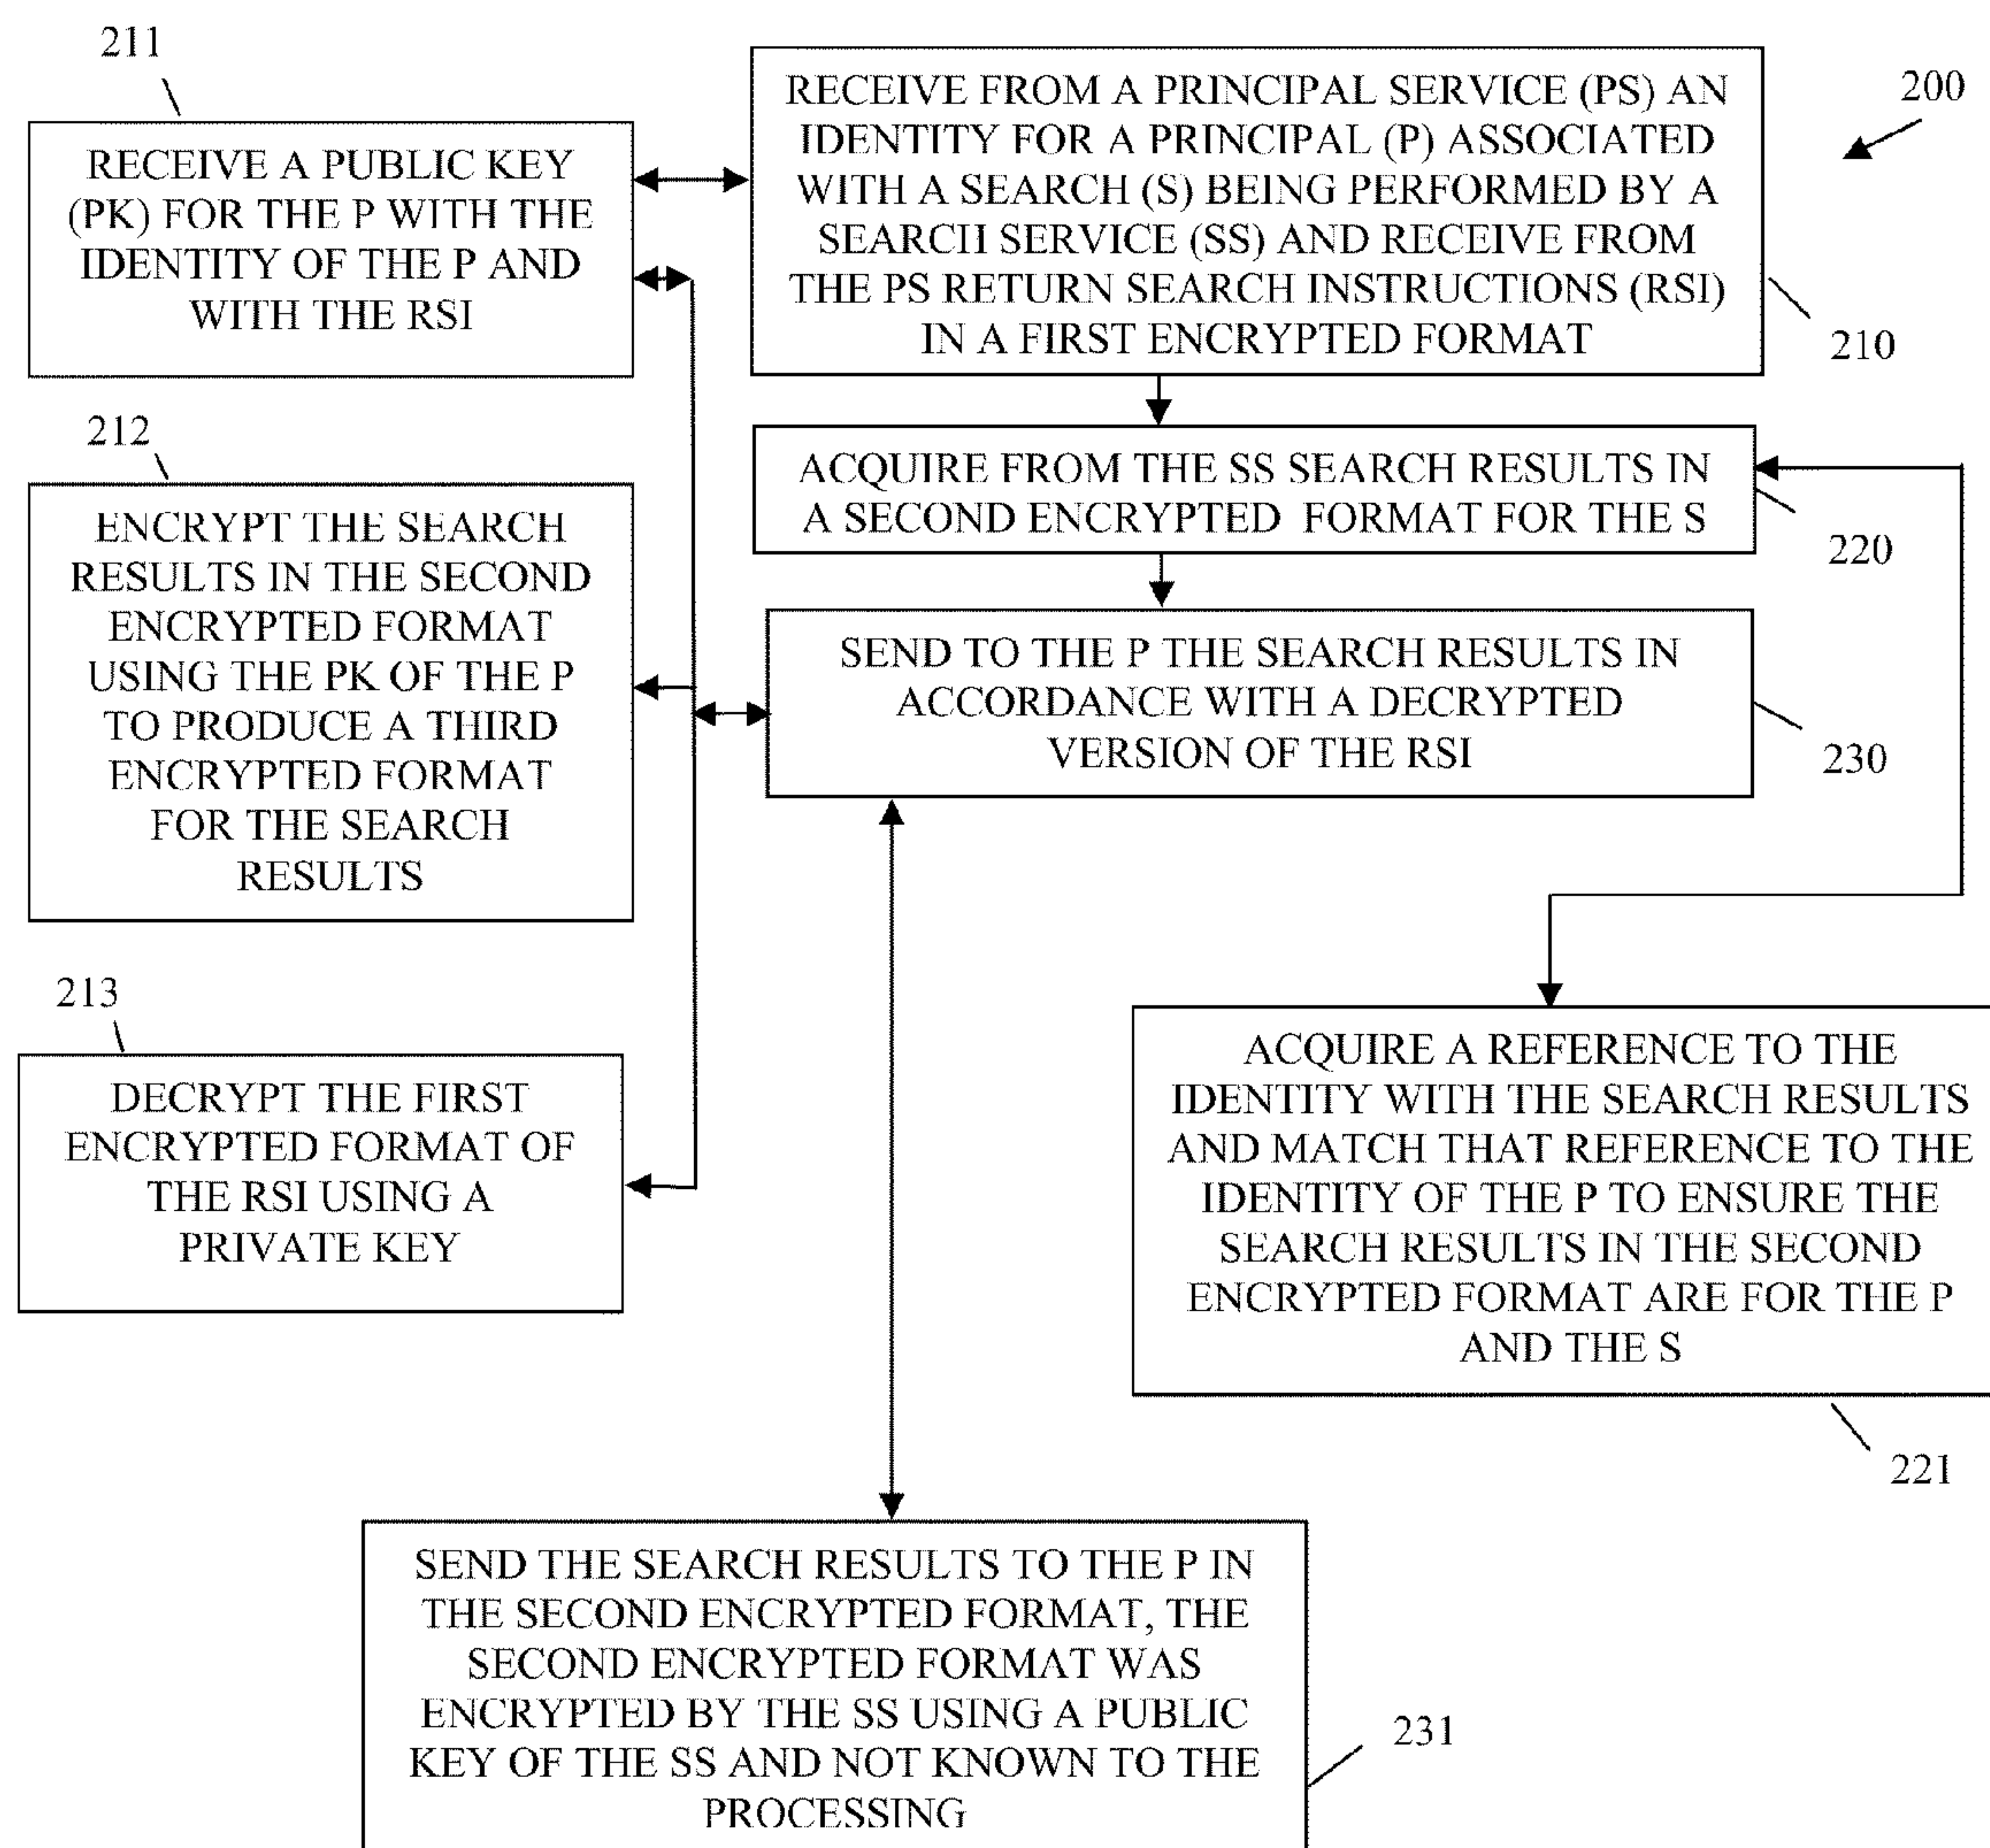 211
RECEIVE A PUBLIC KEY
(PK) FOR THE P WITH THE
IDENTITY OF THE P AND
WITH THE RSI
RECEIVE FROM A PRINCIPAL SERVICE (PS) AN
IDENTITY FOR A PRINCIPAL (P) ASSOCIATED
WITH A SEARCH (S) BEING PERFORMED BY A
SEARCH SERVICE (SS) AND RECEIVE FROM
THE PS RETURN SEARCH INSTRUCTIONS (RSI)
IN A FIRST ENCRYPTED FORMAT
200
210
212
ENCRYPT THE SEARCH
RESULTS IN THE SECOND
ENCRYPTED FORMAT
USING THE PK OF THE P
TO PRODUCE A THIRD
ENCRYPTED FORMAT
FOR THE SEARCH
RESULTS
ACQUIRE FROM THE SS SEARCH RESULTS IN
A SECOND ENCRYPTED FORMAT FOR THE S
220
SEND TO THE P THE SEARCH RESULTS IN
ACCORDANCE WITH A DECRYPTED
VERSION OF THE RSI
230
213
DECRYPT THE FIRST
ENCRYPTED FORMAT OF
THE RSI USING A
PRIVATE KEY
ACQUIRE A REFERENCE TO THE
IDENTITY WITH THE SEARCH RESULTS
AND MATCH THAT REFERENCE TO THE
IDENTITY OF THE P TO ENSURE THE
SEARCH RESULTS IN THE SECOND
ENCRYPTED FORMAT ARE FOR THE P
AND THE S
221
SEND THE SEARCH RESULTS TO THE P IN
THE SECOND ENCRYPTED FORMAT, THE
SECOND ENCRYPTED FORMAT WAS
ENCRYPTED BY THE SS USING A PUBLIC
KEY OF THE SS AND NOT KNOWN TO THE
PROCESSING
231